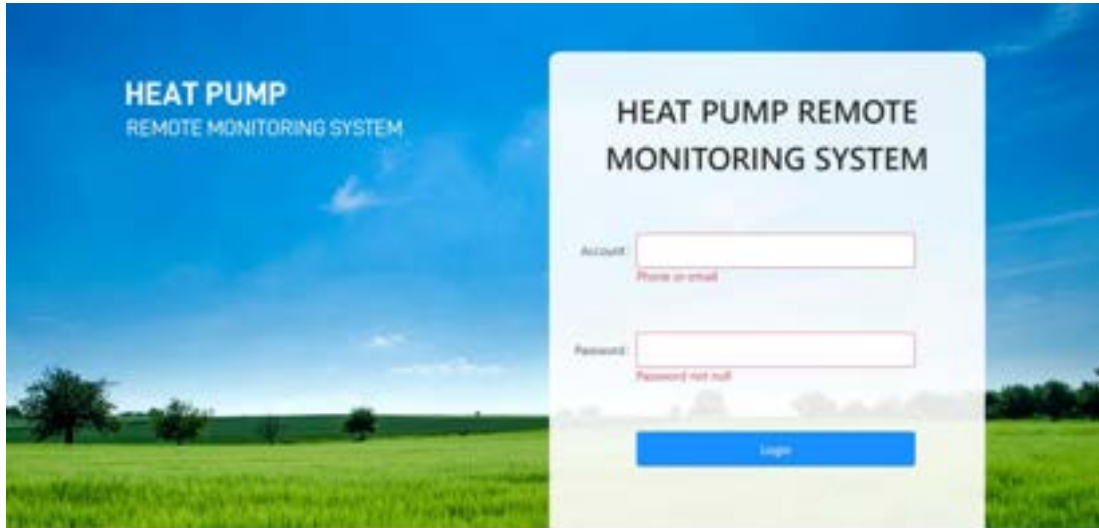 HEAT PUMP
REMOTE MONITORING SYSTEM
HEAT PUMP REMOTE
MONITORING SYSTEM
Account
Phone or email
Password
Password not null
Login